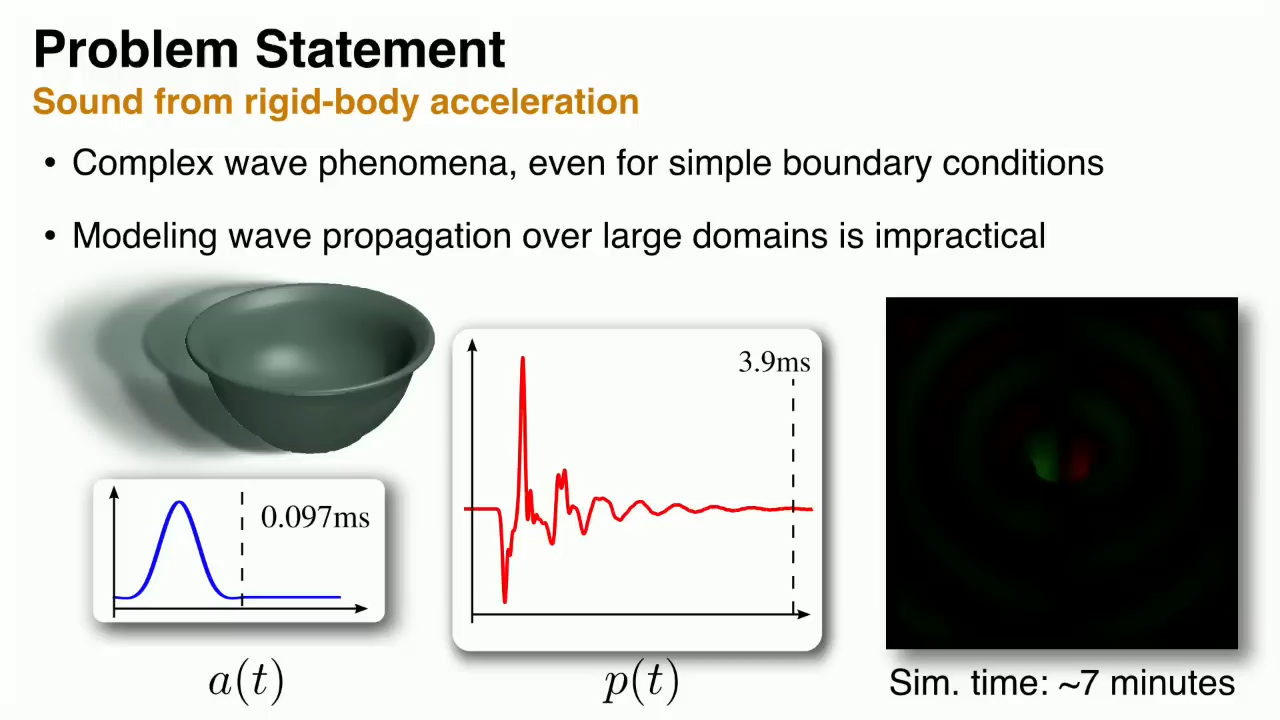 Problem Statement
Sound from rigid-body acceleration
• Complex wave phenomena, even for simple boundary conditions
• Modeling wave propagation over large domains is impractical
3.9ms
0.097ms
a(t)
p(t)
Sim. time: ~7 minutes